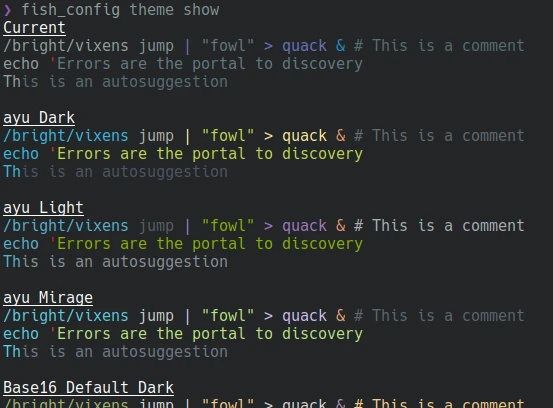 ❯ fish_config theme show
Current
/bright/vixens jump | "fowl" > quack & # This is a comment
echo 'Errors are the portal to discovery
This is an autosuggestion
ayu Dark
/bright/vixens jump | "fowl" > quack & # This is a comment
echo 'Errors are the portal to discovery
This is an autosuggestion
ayu Light
/bright/vixens jump | "fowl" > quack & # This is a comment
echo 'Errors are the portal to discovery
This is an autosuggestion
ayu Mirage
/bright/vixens jump | "fowl" > quack & # This is a comment
echo 'Errors are the portal to discovery
This is an autosuggestion
Base16 Default Dark
/bright/vixens jump | "fowl" > quack & # This is a comment